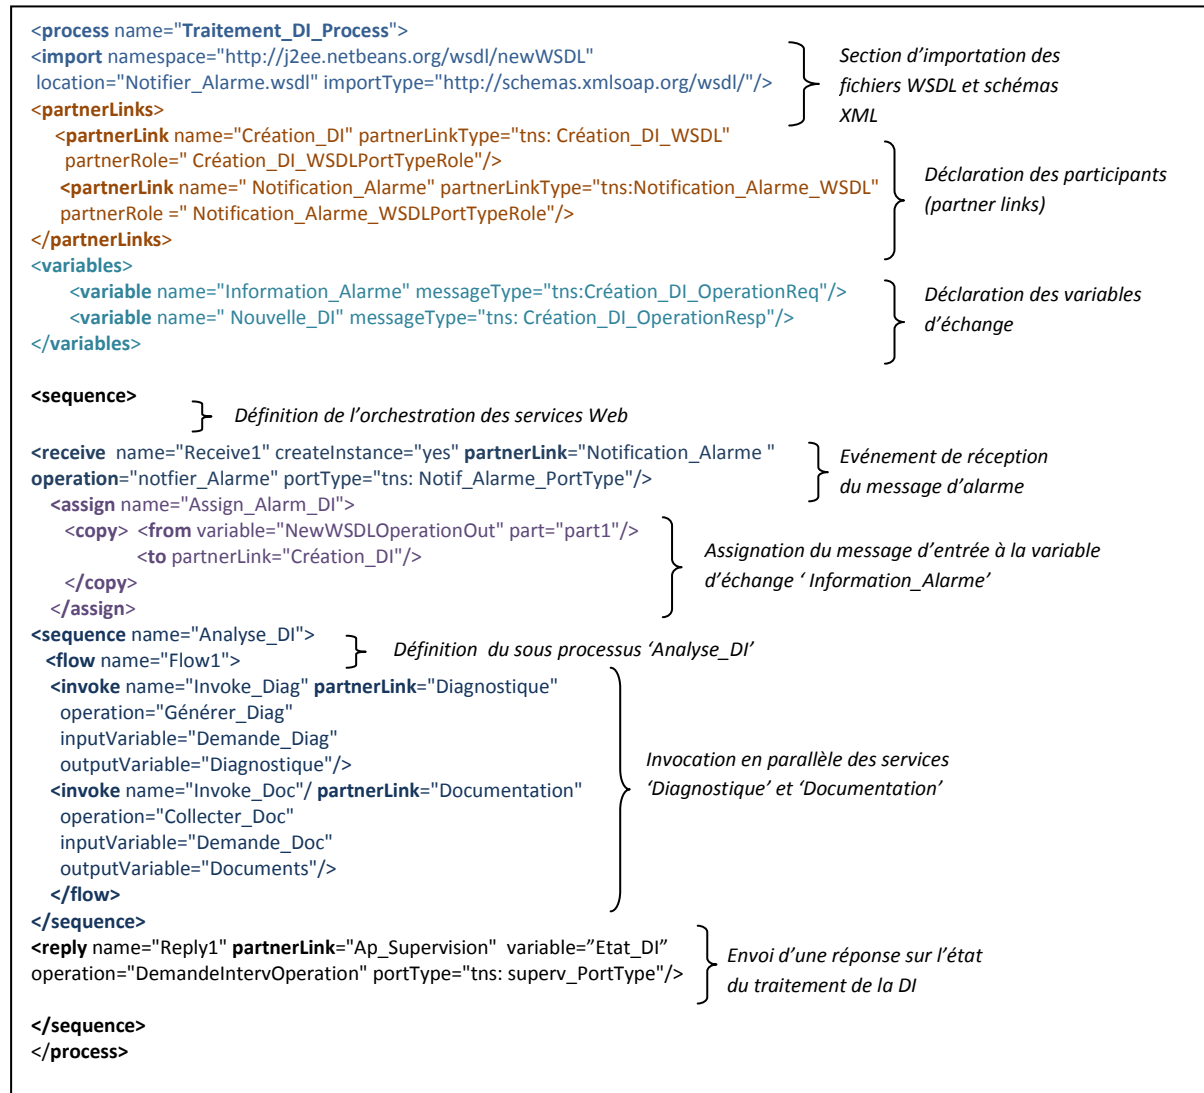 <process name="Traitement_DI_Process">
<import namespace="http://j2ee.netbeans.org/wsdl/newWSDL"
location="Notifier_Alarme.wsdl" importType="http://schemas.xmlsoap.org/wsdl/"/>
Section d'importation des
fichiers WSDL et schémas
XML
<partnerLinks>
<partnerLink name="Création_DI" partnerLinkType="tns: Création_DI_WSDL"
partnerRole=" Création_DI_WSDLPortTypeRole"/>
<partnerLink name=" Notification_Alarme" partnerLinkType="tns:Notification_Alarme_WSDL"
partnerRole =" Notification_Alarme_WSDLPortTypeRole"/>
</partnerLinks>
Déclaration des participants
(partner links)
<variables>
<variable name="Information_Alarme" messageType="tns:Création_DI_OperationReq"/>
<variable name=" Nouvelle_DI" messageType="tns: Création_DI_OperationResp"/>
</variables>
Déclaration des variables
d'échange
<sequence>
Définition de l'orchestration des services Web
<receive name="Receive1" createInstance="yes" partnerLink="Notification_Alarme "
operation="notfier_Alarme" portType="tns: Notif_Alarme_PortType"/>
Evénement de réception
du message d'alarme
<assign name="Assign_Alarm_DI">
<copy> <from variable="NewWSDLOperationOut" part="part1"/>
<to partnerLink="Création_DI"/>
</copy>
</assign>
Assignation du message d'entrée à la variable
d'échange ‘ Information_Alarme’
<sequence name="Analyse_DI">
<flow name="Flow1">
Définition du sous processus ‘Analyse_DI’
<invoke name="Invoke_Diag" partnerLink="Diagnostique"
operation="Générer_Diag"
inputVariable="Demande_Diag"
outputVariable="Diagnostique"/>
<invoke name="Invoke_Doc"/ partnerLink="Documentation"
operation="Collecter_Doc"
inputVariable="Demande_Doc"
outputVariable="Documents"/>
</flow>
Invocation en parallèle des services
‘Diagnostique’ et ‘Documentation’
</sequence>
<reply name="Reply1" partnerLink="Ap_Supervision" variable=”Etat_DI”
operation="DemandeIntervOperation" portType="tns: superv_PortType"/>
Envoi d'une réponse sur l'état
du traitement de la DI
</sequence>
</process>